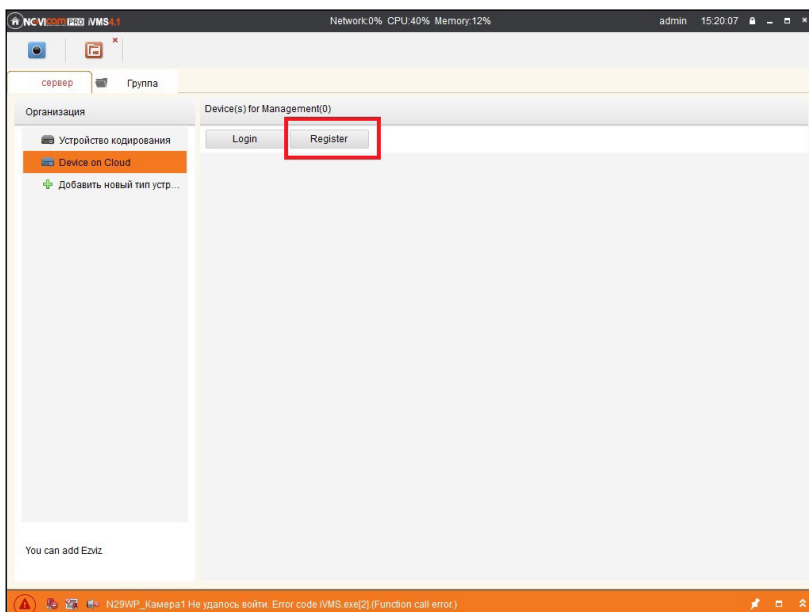 NOVIcom PRO iVMS4.1
Network:0% CPU:40% Memory:12%
admin 15:20:07
сервер Группа
Организация
Устройство кодирования
Device on Cloud
Добавить новый тип устр...
You can add Ezviz
Device(s) for Management(0)
Login Register
N29WP_Камера1 Не удалось войти. Error code iVMS.exe[2].(Function call error.)